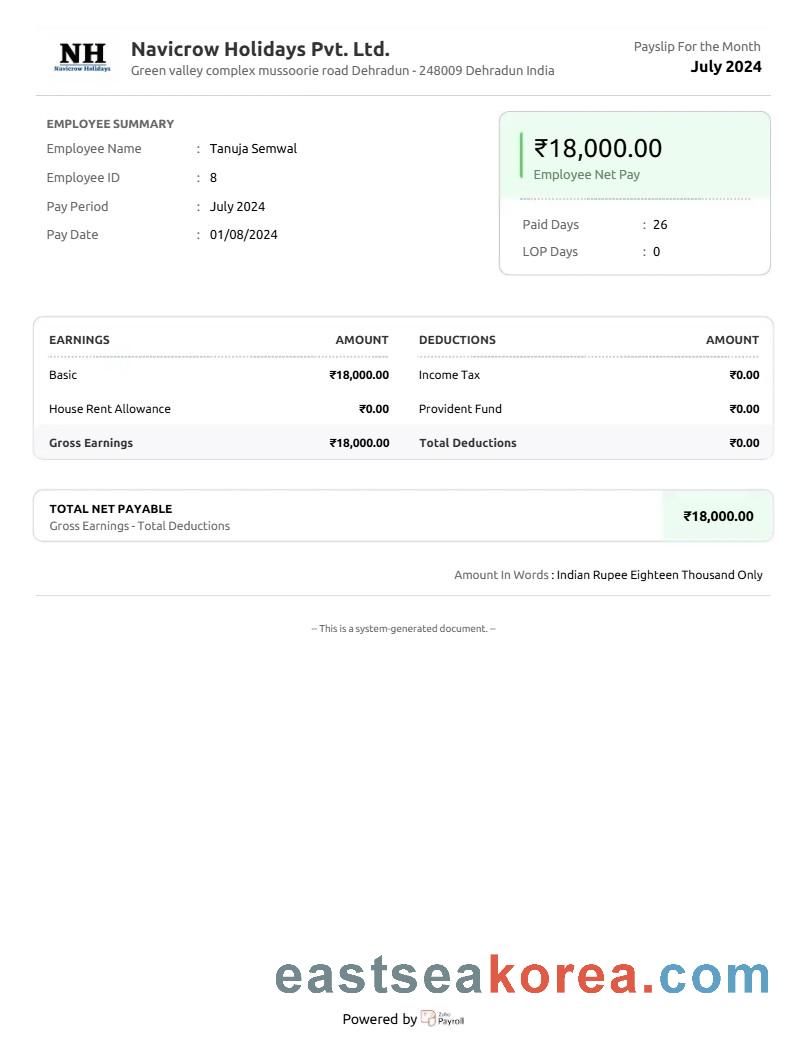 NH
Navicrow Holidays
Navicrow Holidays Pvt. Ltd.
Green valley complex mussoorie road Dehradun - 248009 Dehradun India
Payslip For the Month
July 2024
EMPLOYEE SUMMARY
Employee Name : Tanuja Semwal
Employee ID : 8
Pay Period : July 2024
Pay Date : 01/08/2024
₹18,000.00
Employee Net Pay
Paid Days : 26
LOP Days : 0
EARNINGS AMOUNT DEDUCTIONS AMOUNT
Basic ₹18,000.00 Income Tax ₹0.00
House Rent Allowance ₹0.00 Provident Fund ₹0.00
Gross Earnings ₹18,000.00 Total Deductions ₹0.00
TOTAL NET PAYABLE
Gross Earnings - Total Deductions
₹18,000.00
Amount In Words : Indian Rupee Eighteen Thousand Only
-- This is a system-generated document. --
eastseakorea.com
Powered by Zoho Payroll